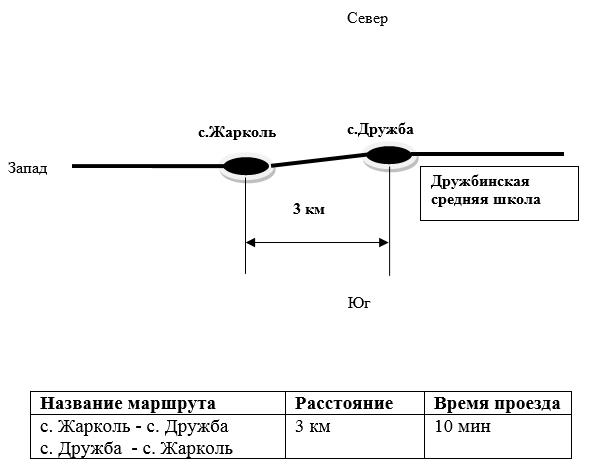 Север
с.Жарколь
с.Дружба
Запад
Дружбинская
средняя школа
3 км
Юг
Название маршрута Расстояние Время проезда
с. Жарколь - с. Дружба 3 км 10 мин
с. Дружба - с. Жарколь